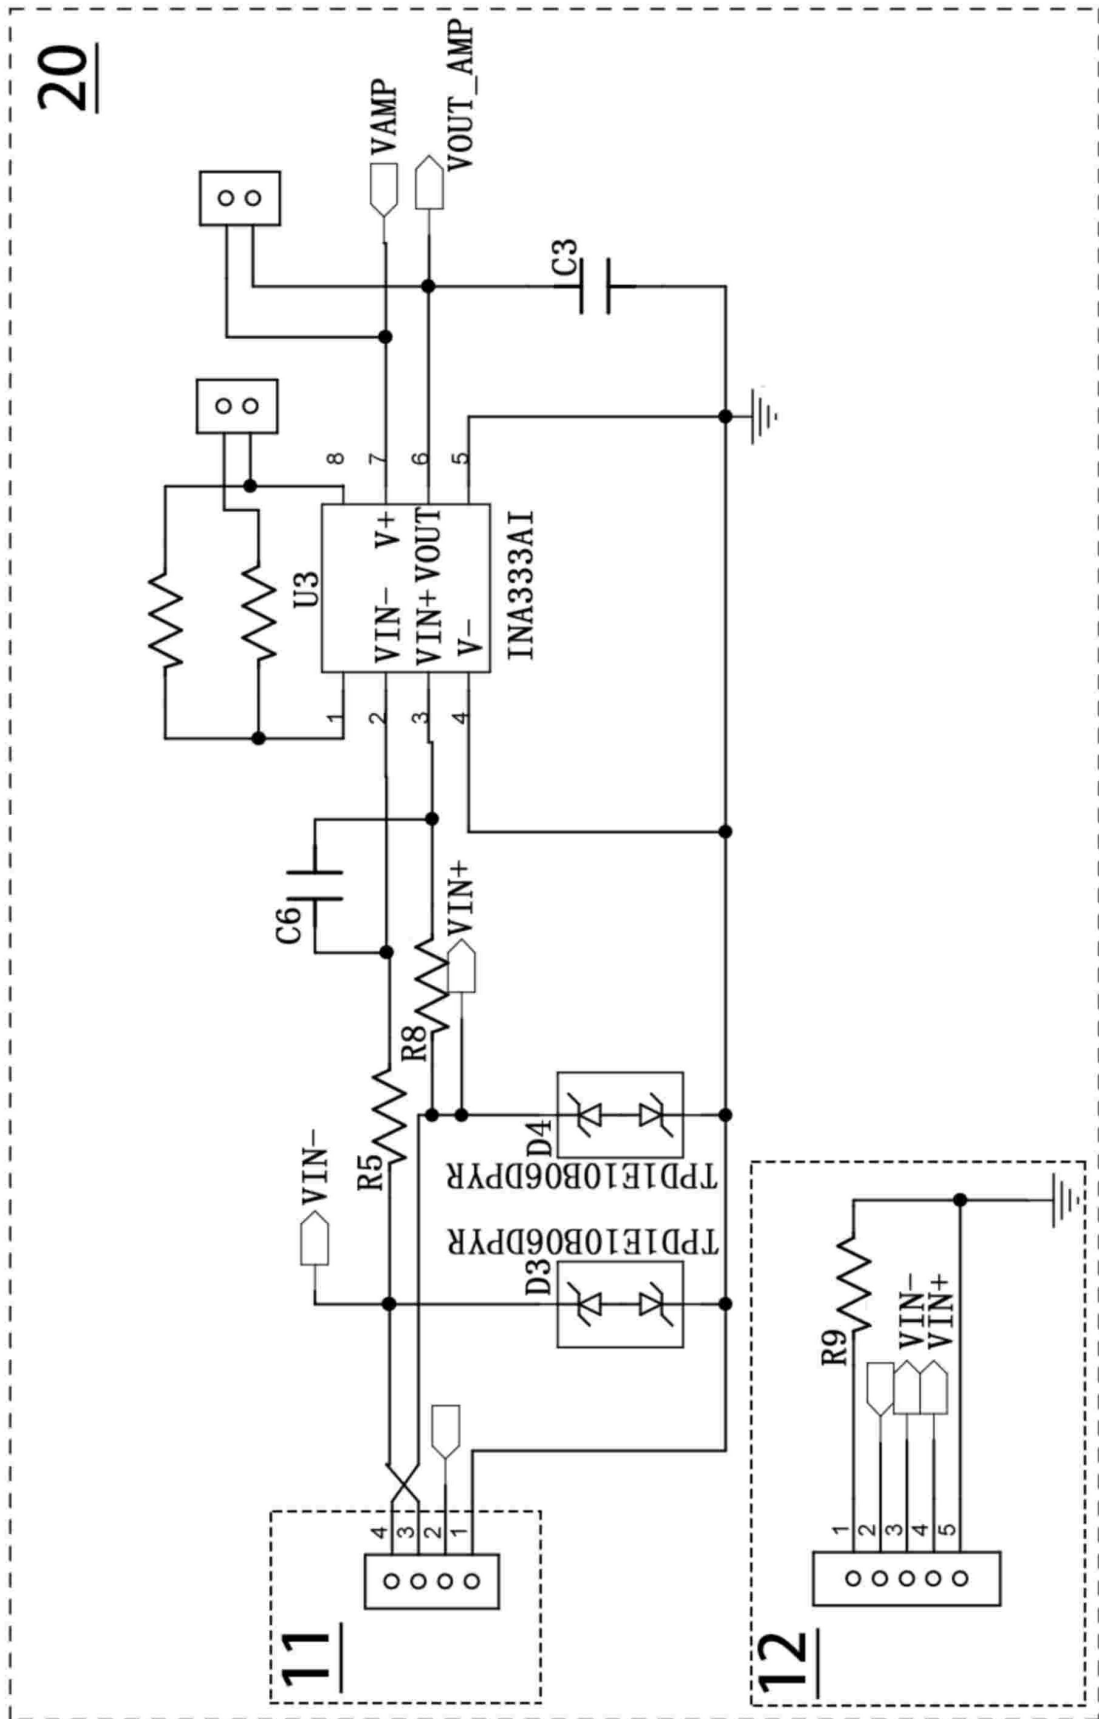 20
VAMP
VOUT_AMP
C3
8
7
6
5
U3
VIN- V+
VIN+ VOUT
V-
INA333AI
1
2
3
4
C6
VIN+
R8
R5
VIN-
D4
TPD1E10B06DPYR
TPD1E10B06DPYR
D3
4
3
2
1
11
R9
VIN-
VIN+
1
2
3
4
5
12